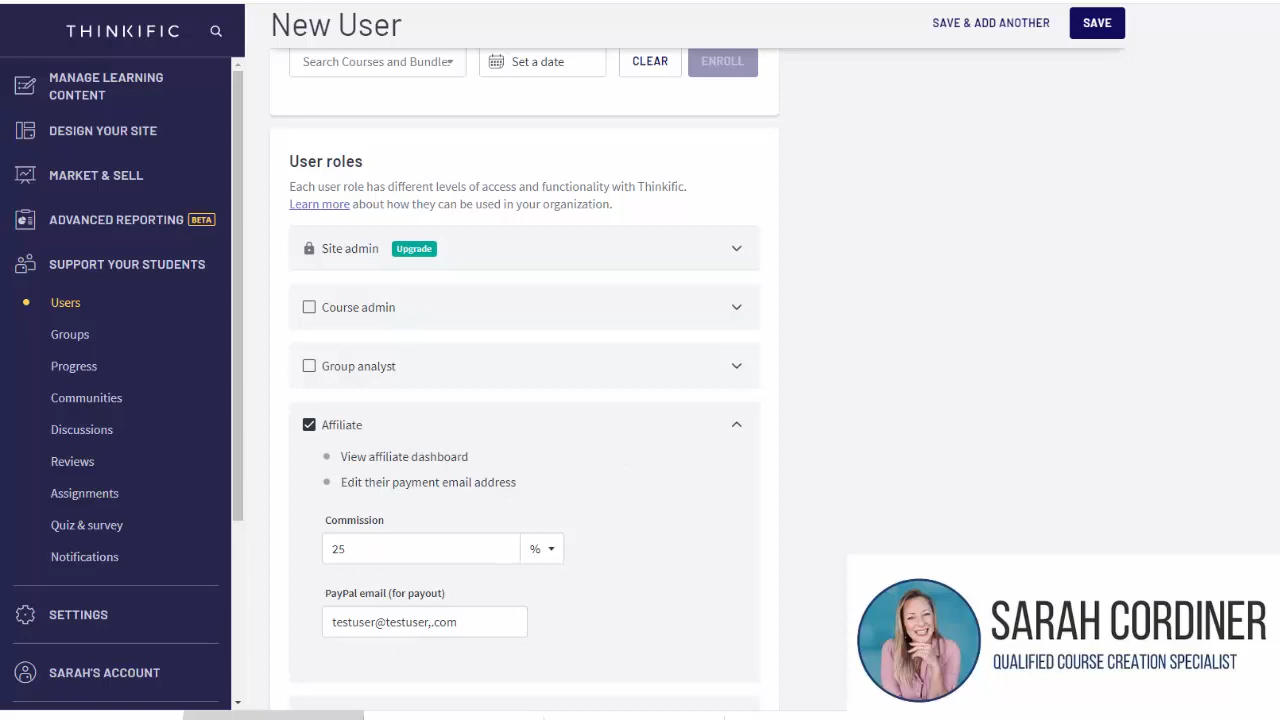 THINKIFIC
MANAGE LEARNING
CONTENT
DESIGN YOUR SITE
MARKET & SELL
ADVANCED REPORTING BETA
SUPPORT YOUR STUDENTS
Users
Groups
Progress
Communities
Discussions
Reviews
Assignments
Quiz & survey
Notifications
SETTINGS
SARAH'S ACCOUNT
New User
SAVE & ADD ANOTHER
SAVE
Search Courses and Bundles
Set a date
CLEAR
ENROLL
User roles
Each user role has different levels of access and functionality with Thinkific.
Learn more about how they can be used in your organization.
Site admin Upgrade
Course admin
Group analyst
Affiliate
View affiliate dashboard
Edit their payment email address
Commission
25 %
PayPal email (for payout)
testuser@testuser,.com
SARAH CORDINER
QUALIFIED COURSE CREATION SPECIALIST